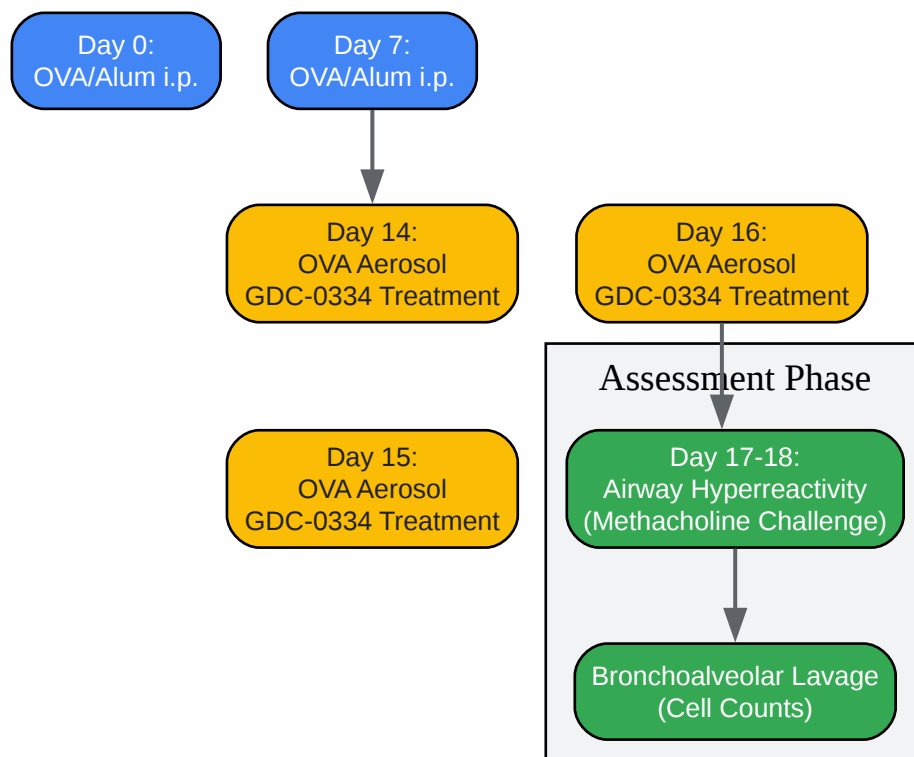 Day 0:
OVA/Alum i.p.
Day 7:
OVA/Alum i.p.
Day 14:
OVA Aerosol
GDC-0334 Treatment
Day 16:
OVA Aerosol
GDC-0334 Treatment
Assessment Phase
Day 15:
OVA Aerosol
GDC-0334 Treatment
Day 17-18:
Airway Hyperreactivity
(Methacholine Challenge)
Bronchoalveolar Lavage
(Cell Counts)